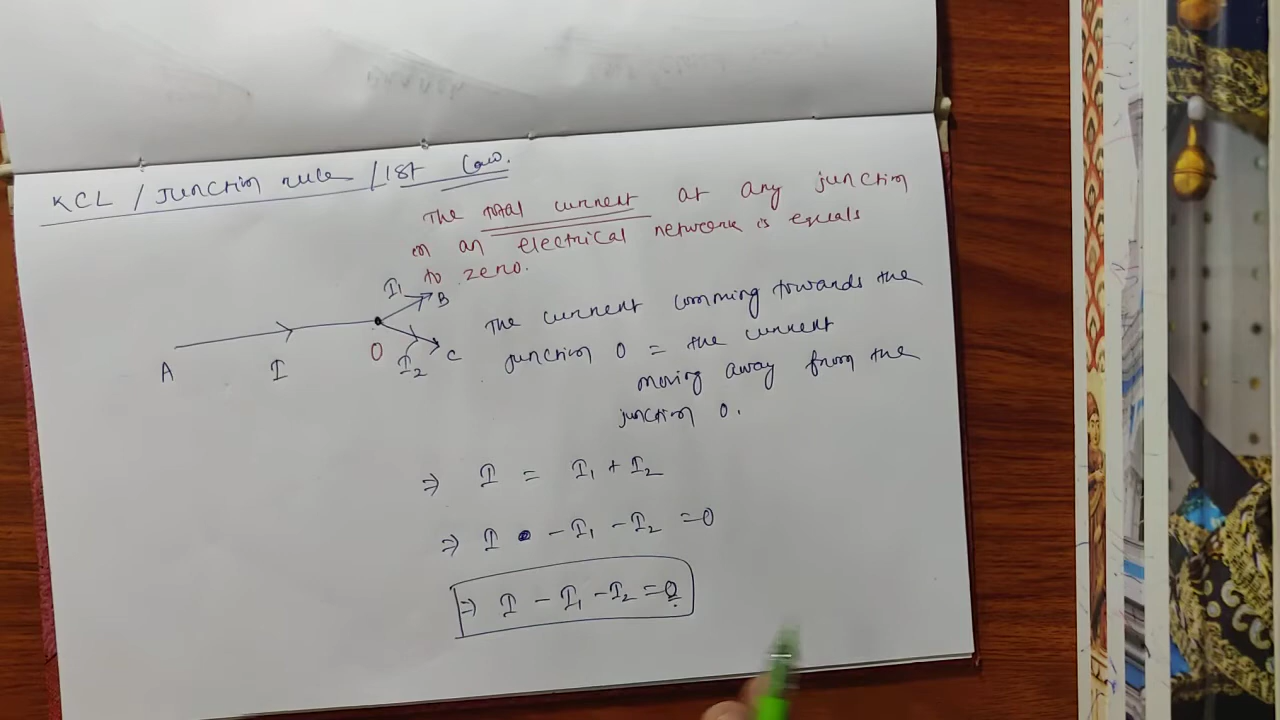 KCL / Junction rule / 1st Law.
The total current at any junction
in an electrical network is equals
to zero.
I1
B
A
I
O
I2
C
The current comming towards the
junction O = the current
moving away from the
junction O.
⇒ I = I1 + I2
⇒ I - I1 - I2 = 0
⇒ I - I1 - I2 = 0